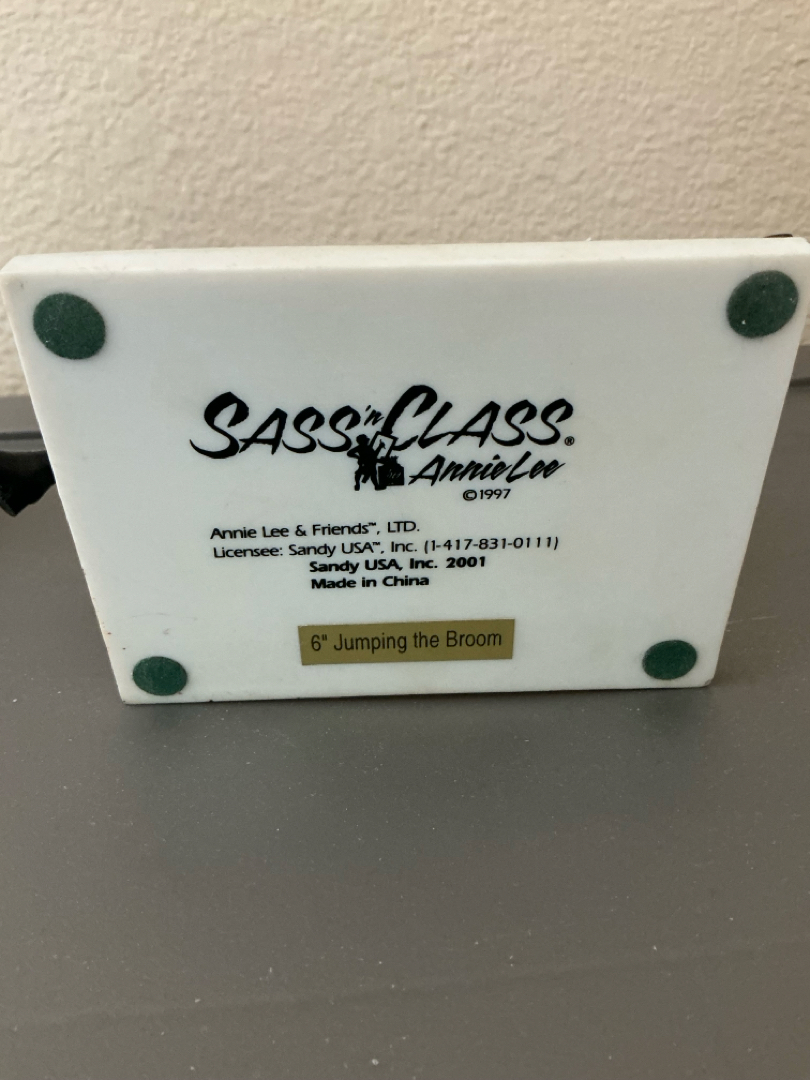 SASS 'n CLASS®
Annie Lee
©1997
Annie Lee & Friends™, LTD.
Licensee: Sandy USA™, Inc. (1-417-831-0111)
Sandy USA, Inc. 2001
Made in China
6" Jumping the Broom